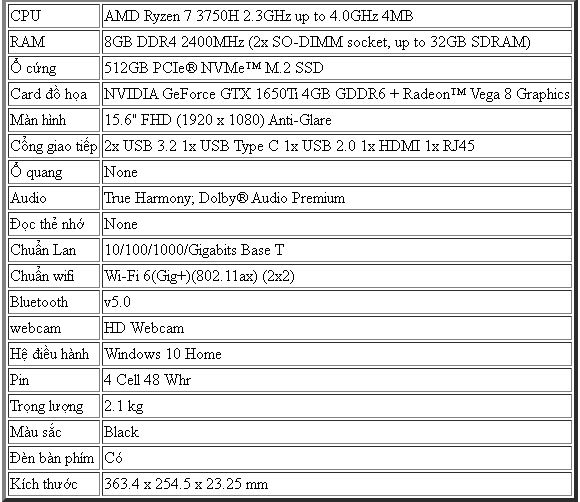 CPU AMD Ryzen 7 3750H 2.3GHz up to 4.0GHz 4MB
RAM 8GB DDR4 2400MHz (2x SO-DIMM socket, up to 32GB SDRAM)
Ổ cứng 512GB PCIe® NVMe™ M.2 SSD
Card đồ họa NVIDIA GeForce GTX 1650Ti 4GB GDDR6 + Radeon™ Vega 8 Graphics
Màn hình 15.6" FHD (1920 x 1080) Anti-Glare
Cổng giao tiếp 2x USB 3.2 1x USB Type C 1x USB 2.0 1x HDMI 1x RJ45
Ổ quang None
Audio True Harmony; Dolby® Audio Premium
Đọc thẻ nhớ None
Chuẩn Lan 10/100/1000/Gigabits Base T
Chuẩn wifi Wi-Fi 6(Gig+)(802.11ax) (2x2)
Bluetooth v5.0
webcam HD Webcam
Hệ điều hành Windows 10 Home
Pin 4 Cell 48 Whr
Trọng lượng 2.1 kg
Màu sắc Black
Đèn bàn phím Có
Kích thước 363.4 x 254.5 x 23.25 mm